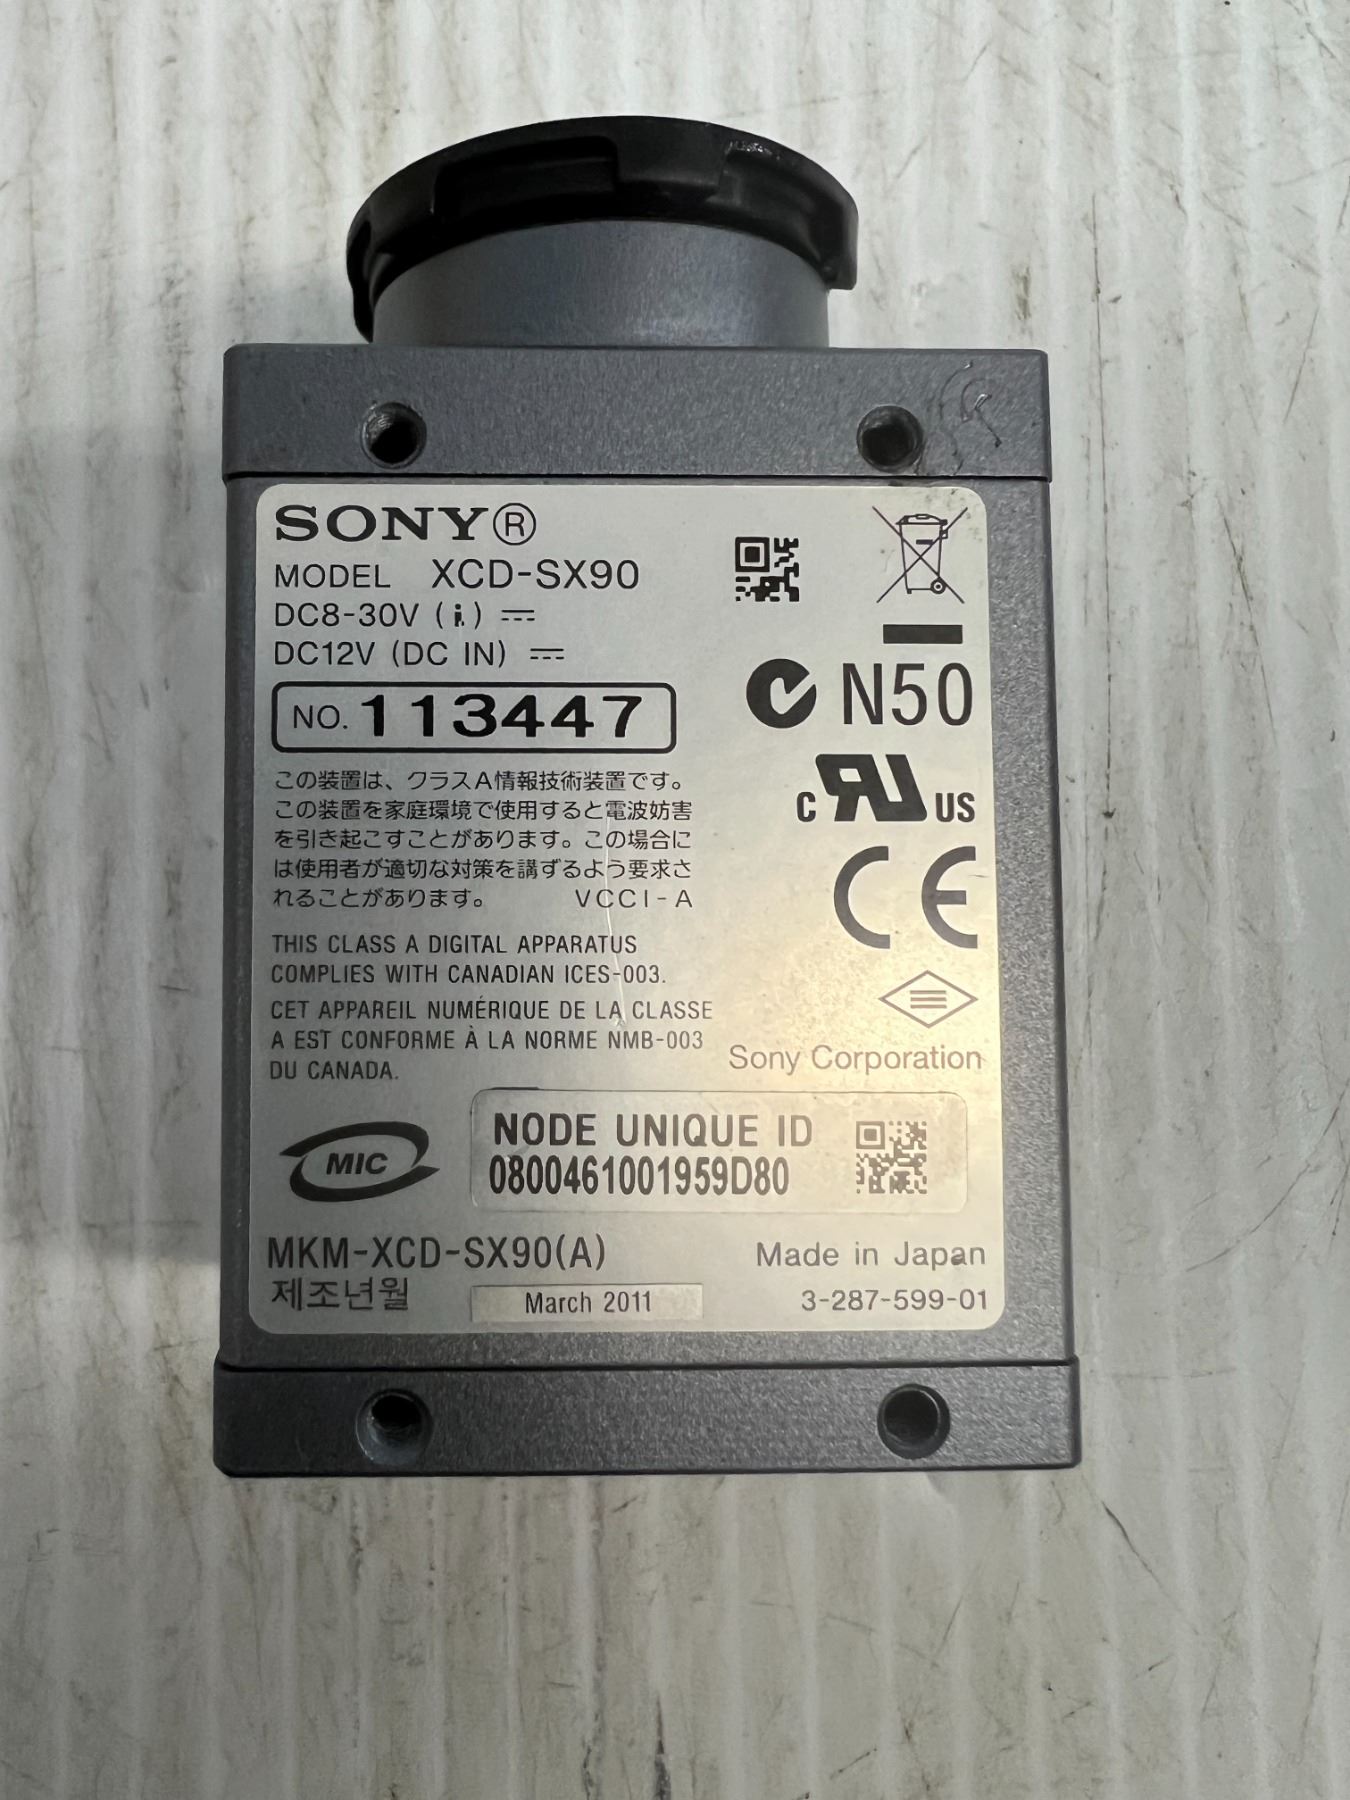 SONY®
MODEL XCD-SX90
DC8-30V (i.) ⎓
DC12V (DC IN) ⎓
NO. 113447
N50
c RU US
CE
この装置は、クラスA情報技術装置です。
この装置を家庭環境で使用すると電波妨害
を引き起こすことがあります。この場合に
は使用者が適切な対策を講ずるよう要求さ
れることがあります。 VCCI-A
THIS CLASS A DIGITAL APPARATUS
COMPLIES WITH CANADIAN ICES-003.
CET APPAREIL NUMÉRIQUE DE LA CLASSE
A EST CONFORME À LA NORME NMB-003
DU CANADA.
Sony Corporation
MIC
NODE UNIQUE ID
0800461001959D80
MKM-XCD-SX90(A)
Made in Japan
제조년월 March 2011
3-287-599-01